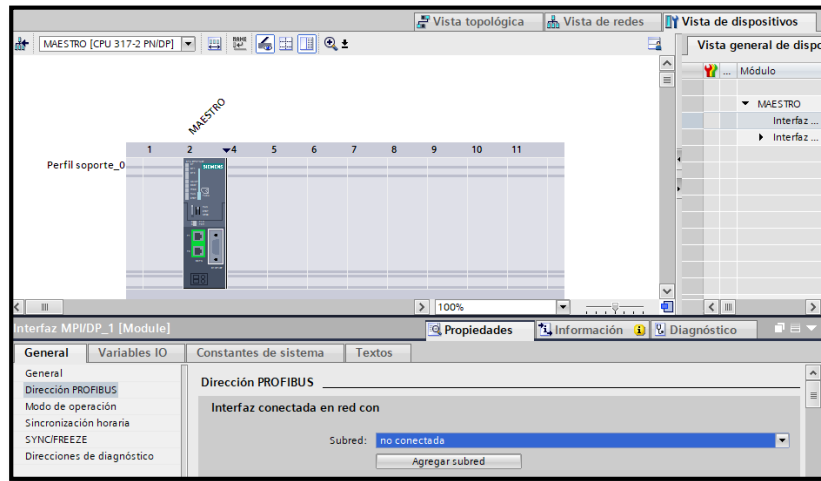 Vista topológica Vista de redes Vista de dispositivos
MAESTRO [CPU 317-2 PN/DP] Vista general de dispo
... Módulo
MAESTRO
MAESTRO
Interfaz ...
Interfaz ...
1 2 4 5 6 7 8 9 10 11
Perfil soporte_0
SIEMENS
100%
Interfaz MPI/DP_1 [Module] Propiedades Información Diagnóstico
General Variables IO Constantes de sistema Textos
General
Dirección PROFIBUS
Modo de operación
Sincronización horaria
SYNC/FREEZE
Direcciones de diagnóstico
Dirección PROFIBUS
Interfaz conectada en red con
Subred: no conectada
Agregar subred